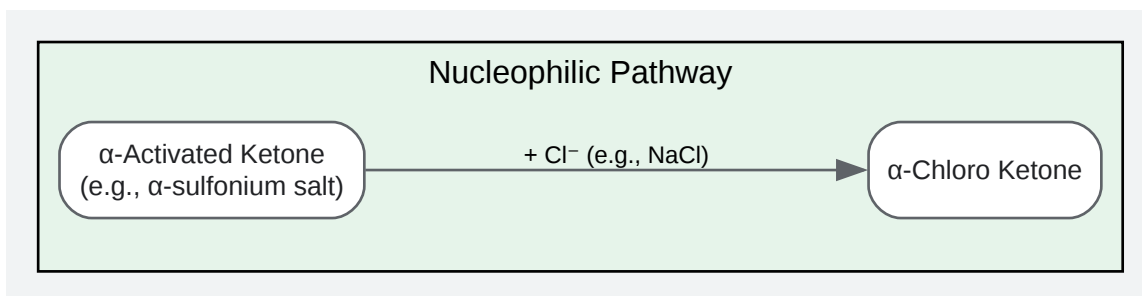 Nucleophilic Pathway
α-Activated Ketone
(e.g., α-sulfonium salt)
+ Cl⁻ (e.g., NaCl)
α-Chloro Ketone